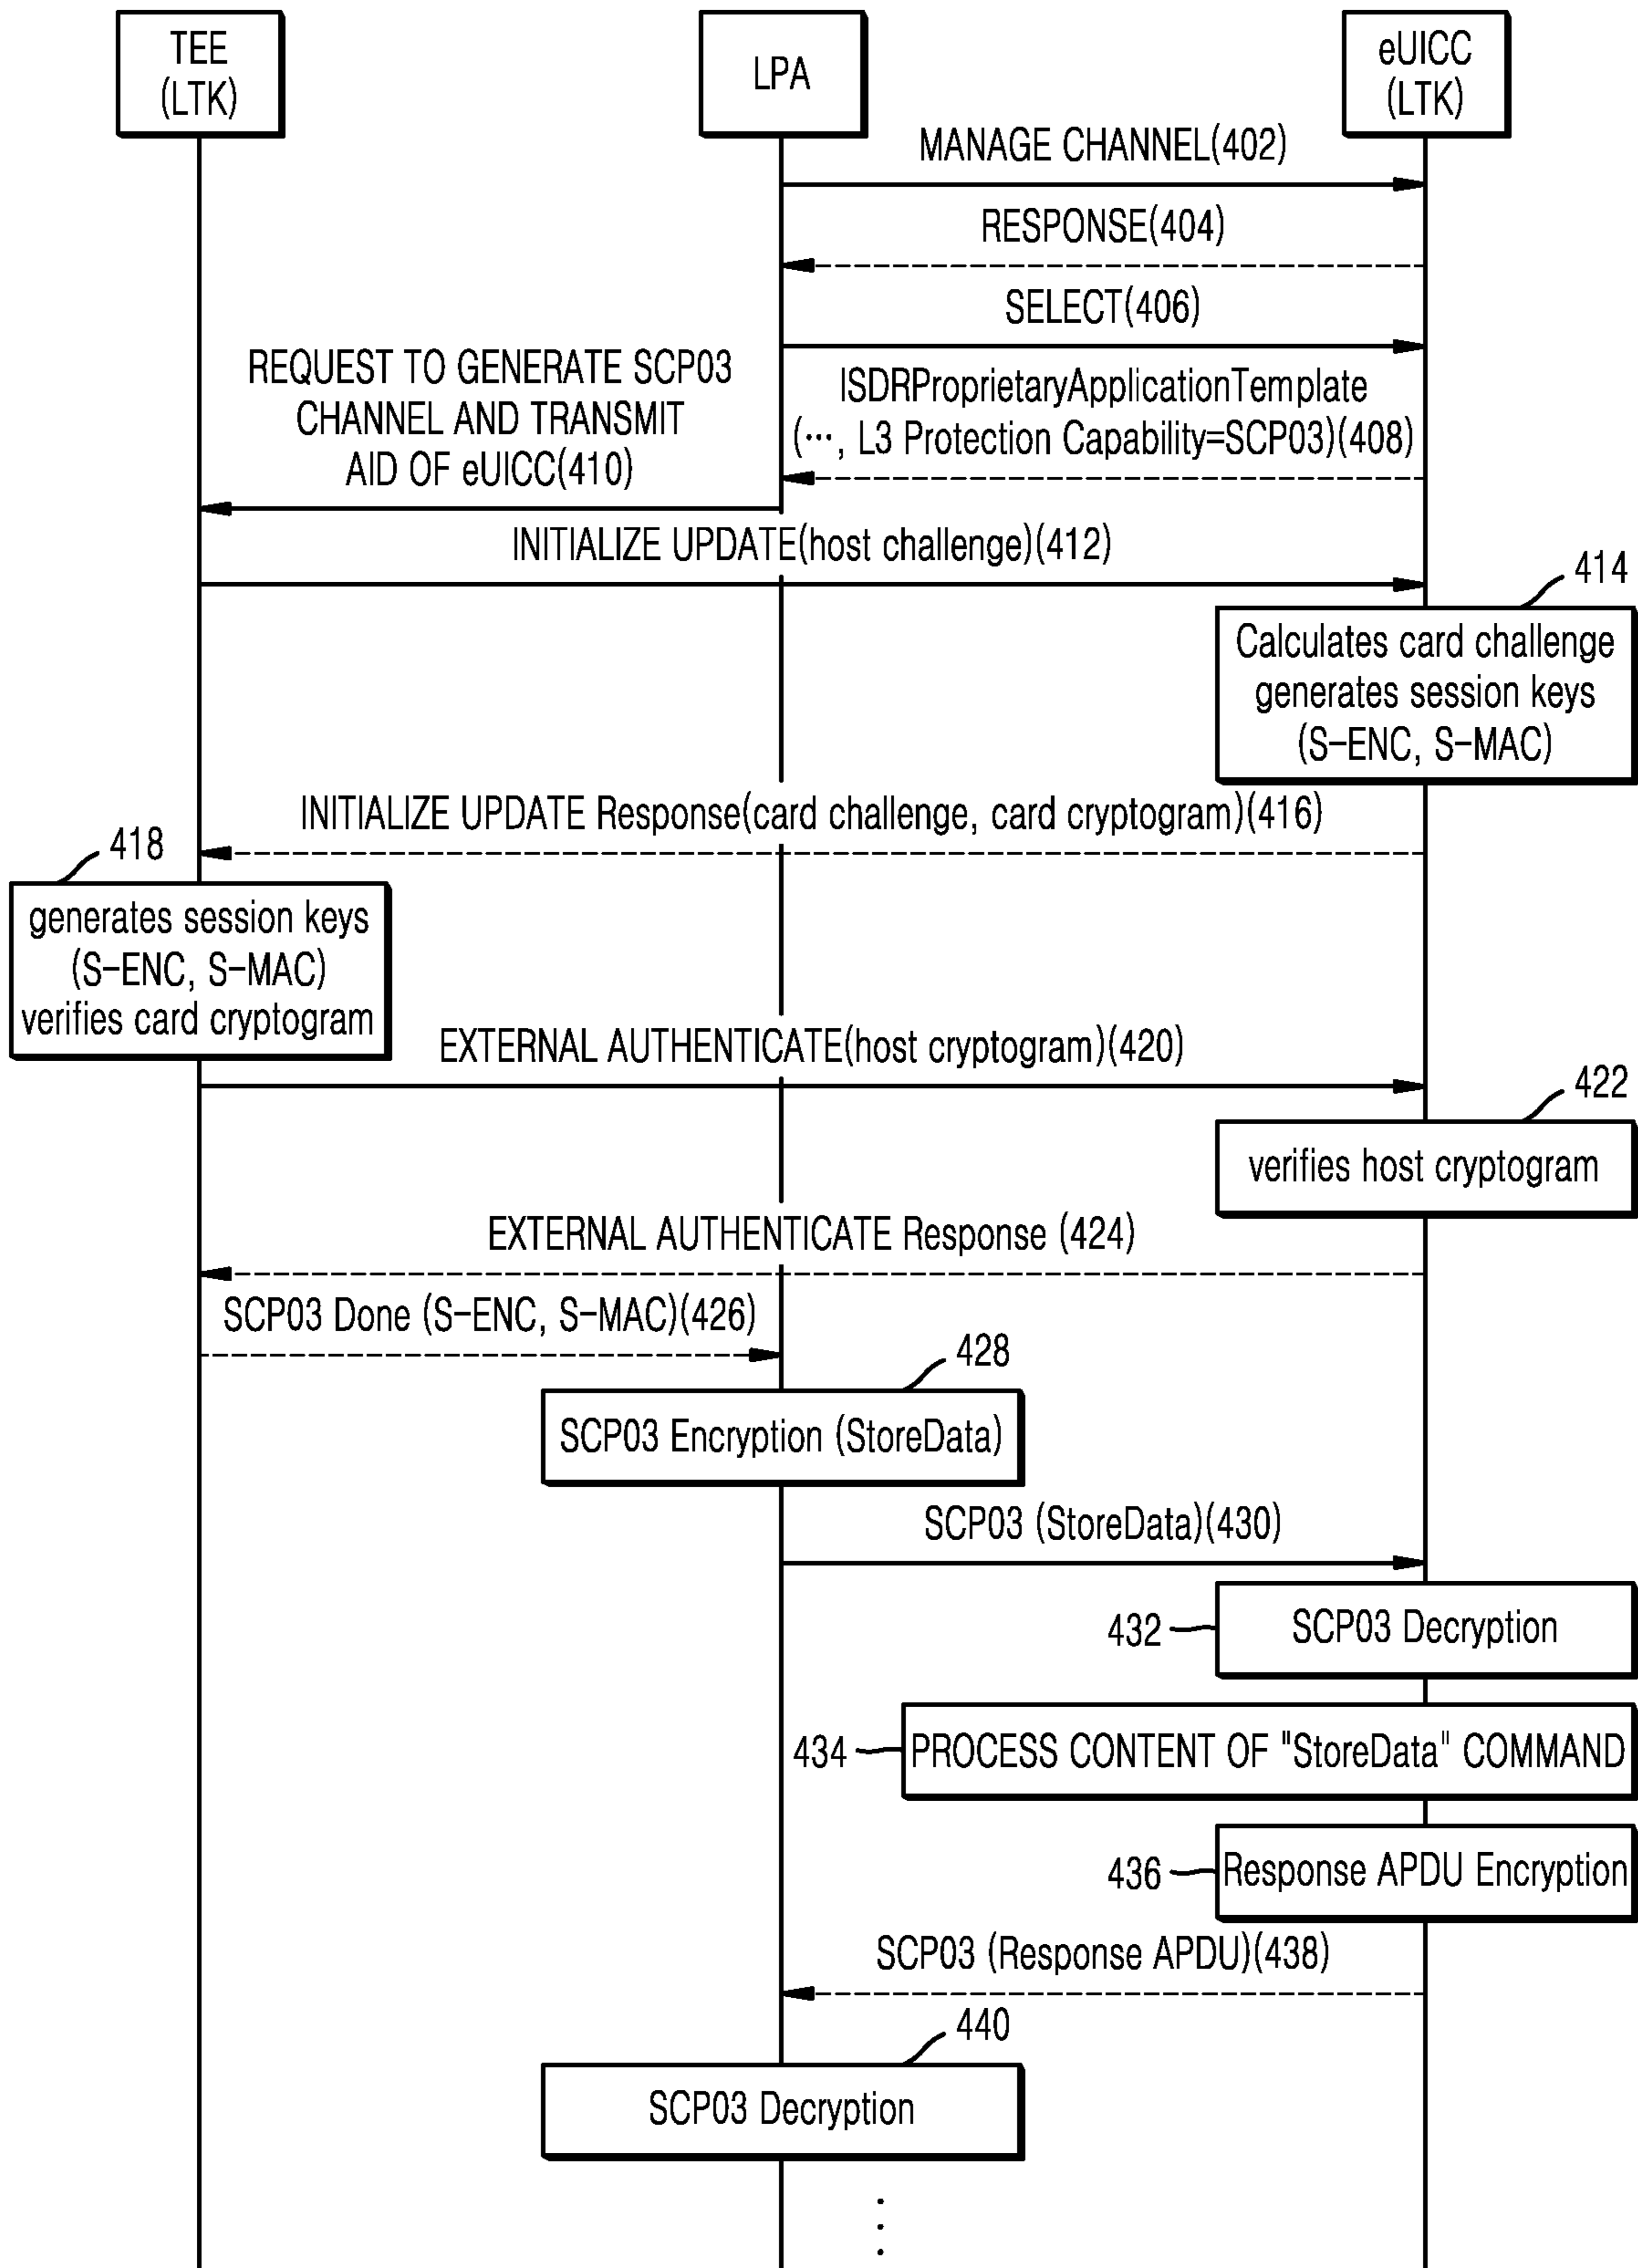 TEE
(LTK)
LPA
eUICC
(LTK)
MANAGE CHANNEL(402)
RESPONSE(404)
SELECT(406)
REQUEST TO GENERATE SCP03
CHANNEL AND TRANSMIT
AID OF eUICC(410)
ISDRProprietaryApplicationTemplate
(···, L3 Protection Capability=SCP03)(408)
INITIALIZE UPDATE(host challenge)(412)
414
Calculates card challenge
generates session keys
(S-ENC, S-MAC)
INITIALIZE UPDATE Response(card challenge, card cryptogram)(416)
418
generates session keys
(S-ENC, S-MAC)
verifies card cryptogram
EXTERNAL AUTHENTICATE(host cryptogram)(420)
422
verifies host cryptogram
EXTERNAL AUTHENTICATE Response (424)
SCP03 Done (S-ENC, S-MAC)(426)
428
SCP03 Encryption (StoreData)
SCP03 (StoreData)(430)
432
SCP03 Decryption
434
PROCESS CONTENT OF "StoreData" COMMAND
436
Response APDU Encryption
SCP03 (Response APDU)(438)
440
SCP03 Decryption